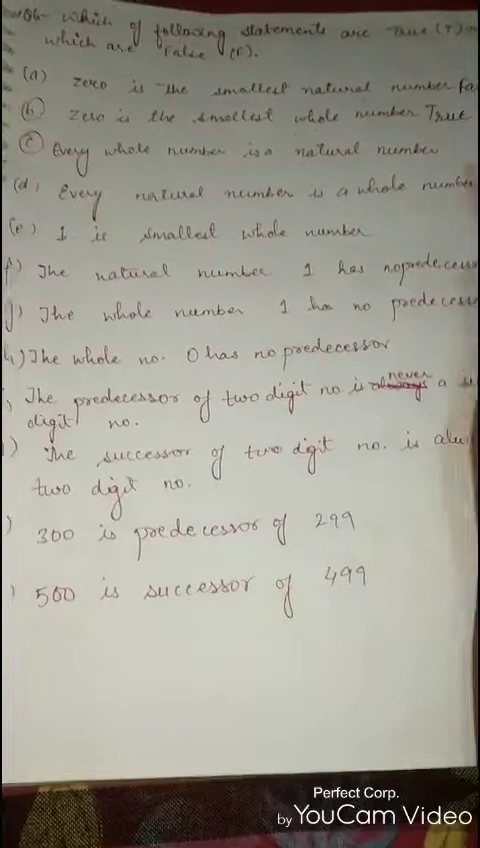 Q6- Which of following statements are True (T)
which are False (F).
(a) zero is the smallest natural number Fa
(b) zero is the smallest whole number True
(c) Every whole number is a natural number
(d) Every natural number is a whole number
(e) 1 is smallest whole number
f) The natural number 1 has no predecess
g) The whole number 1 has no predecess
h) The whole no. 0 has no predecessor
The predecessor of two digit no. is never a
digit no.
The successor of two digit no. is alw
two digit no.
) 300 is predecessor of 299
) 500 is successor of 499
Perfect Corp.
by YouCam Video